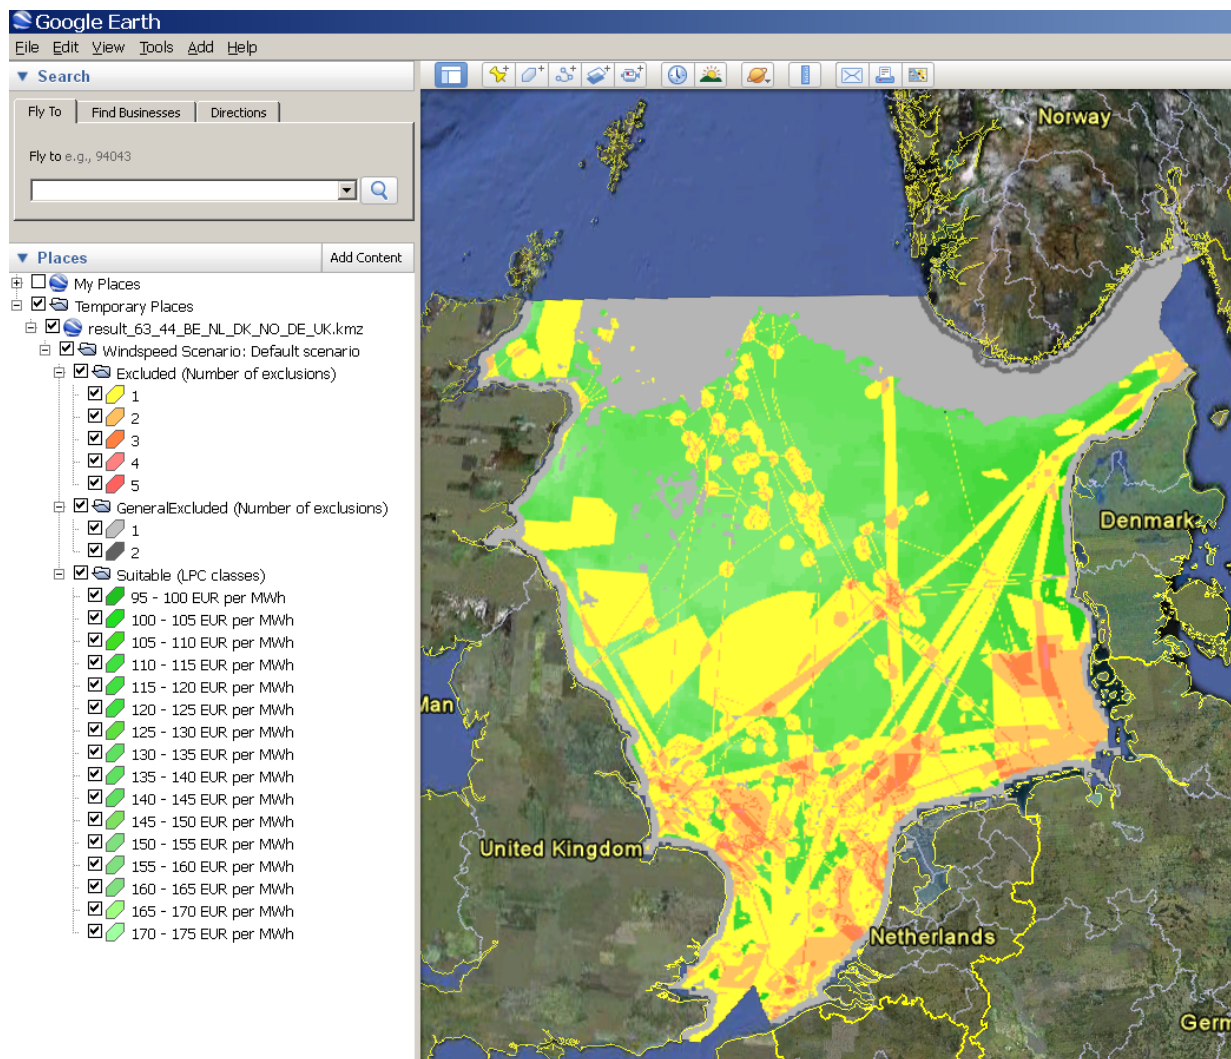 Google Earth
File Edit View Tools Add Help
Search
Fly To Find Businesses Directions
Fly to e.g., 94043
Places Add Content
My Places
Temporary Places
result_63_44_BE_NL_DK_NO_DE_UK.kmz
Windspeed Scenario: Default scenario
Excluded (Number of exclusions)
1
2
3
4
5
GeneralExcluded (Number of exclusions)
1
2
Suitable (LPC classes)
95 - 100 EUR per MWh
100 - 105 EUR per MWh
105 - 110 EUR per MWh
110 - 115 EUR per MWh
115 - 120 EUR per MWh
120 - 125 EUR per MWh
125 - 130 EUR per MWh
130 - 135 EUR per MWh
135 - 140 EUR per MWh
140 - 145 EUR per MWh
145 - 150 EUR per MWh
150 - 155 EUR per MWh
155 - 160 EUR per MWh
160 - 165 EUR per MWh
165 - 170 EUR per MWh
170 - 175 EUR per MWh
Norway
Denmark
Man
United Kingdom
Netherlands
Germ